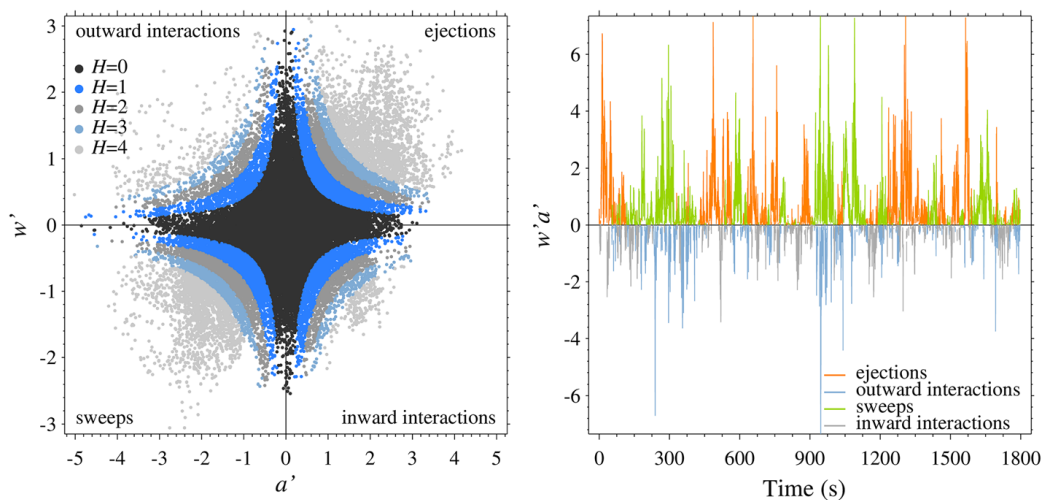 outward interactions
ejections
H=0
H=1
H=2
H=3
H=4
3
2
1
0
-1
-2
-3
w’
sweeps
inward interactions
-5 -4 -3 -2 -1 0 1 2 3 4 5
a’
6
4
2
0
-2
-4
-6
w’a’
ejections
outward interactions
sweeps
inward interactions
0 300 600 900 1200 1500 1800
Time (s)